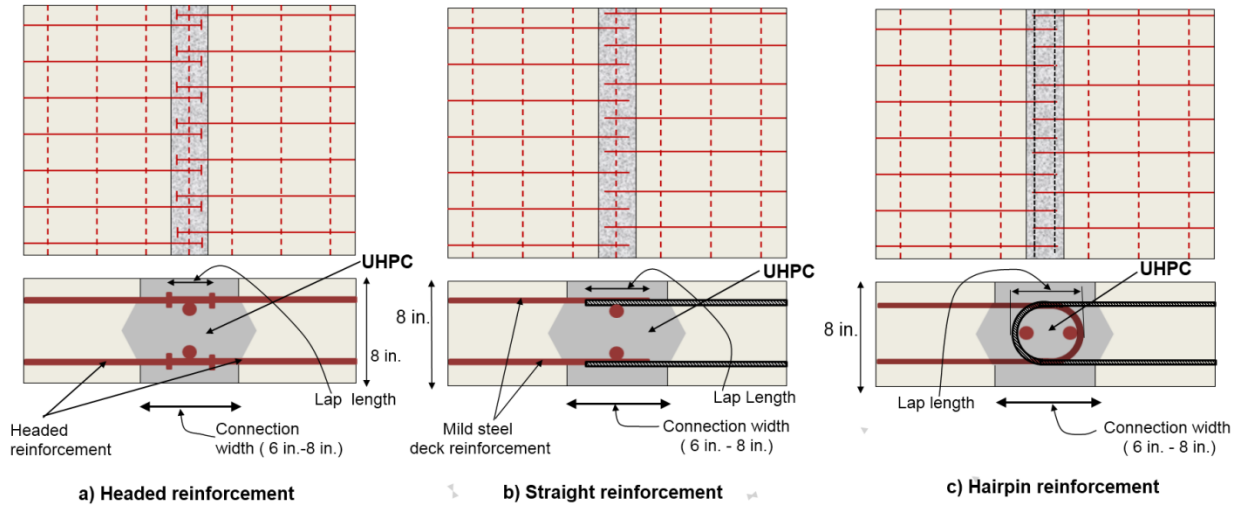 UHPC
8 in.
8 in.
Lap length
Headed
reinforcement
Connection
width ( 6 in.-8 in.)
a) Headed reinforcement
UHPC
Lap Length
Mild steel
deck reinforcement
Connection width
( 6 in. - 8 in.)
b) Straight reinforcement
UHPC
8 in.
Lap length
Connection width
( 6 in. - 8 in.)
c) Hairpin reinforcement